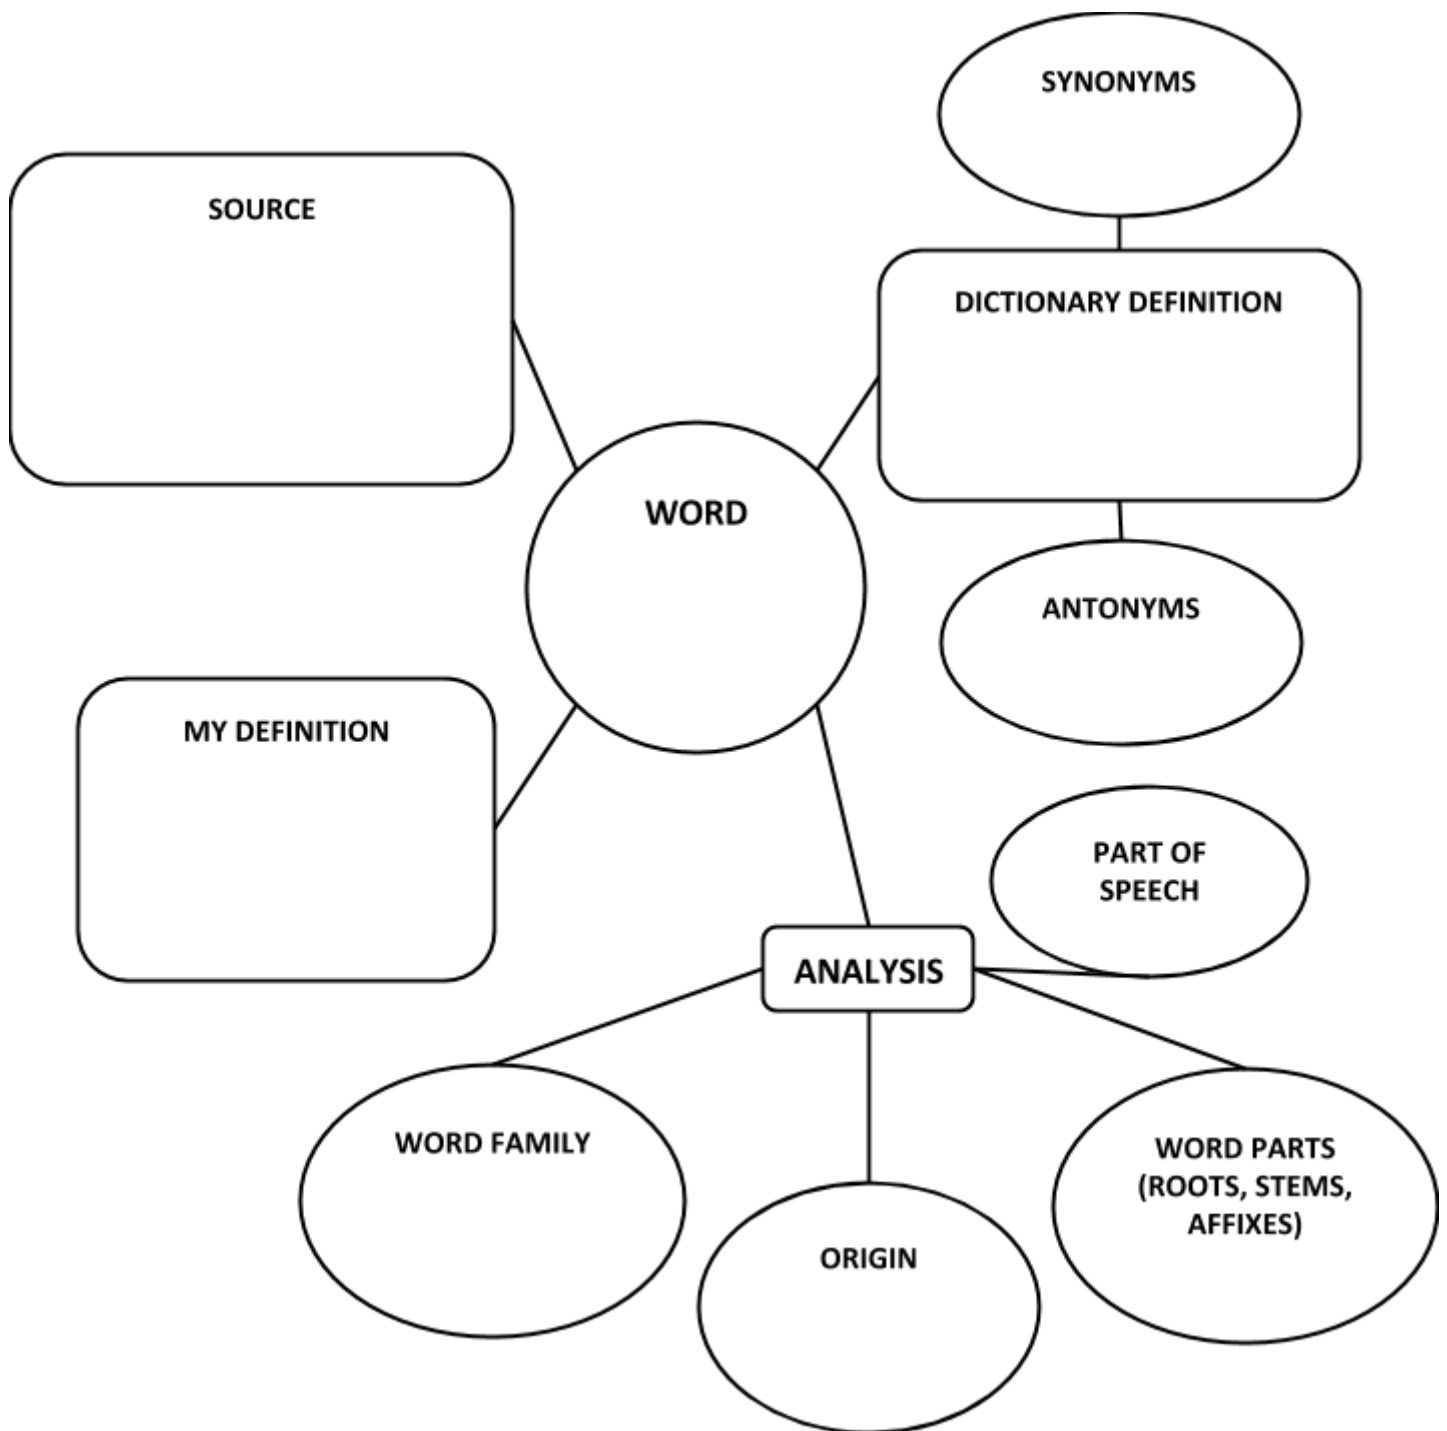 SYNONYMS
SOURCE
DICTIONARY DEFINITION
WORD
ANTONYMS
MY DEFINITION
PART OF
SPEECH
ANALYSIS
WORD FAMILY
WORD PARTS
(ROOTS, STEMS,
AFFIXES)
ORIGIN